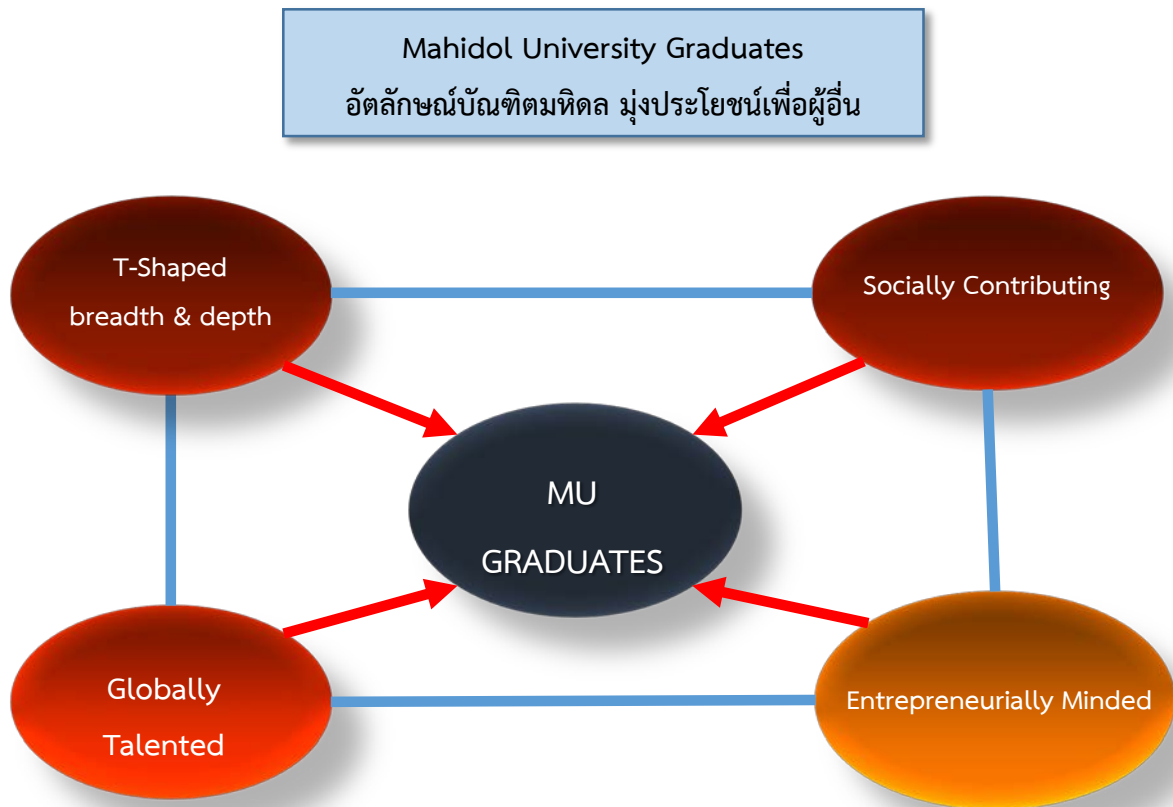 Mahidol University Graduates
อัตลักษณ์บัณฑิตมหิดล มุ่งประโยชน์เพื่อผู้อื่น
T-Shaped
breadth & depth
Socially Contributing
MU
GRADUATES
Globally
Talented
Entrepreneurially Minded